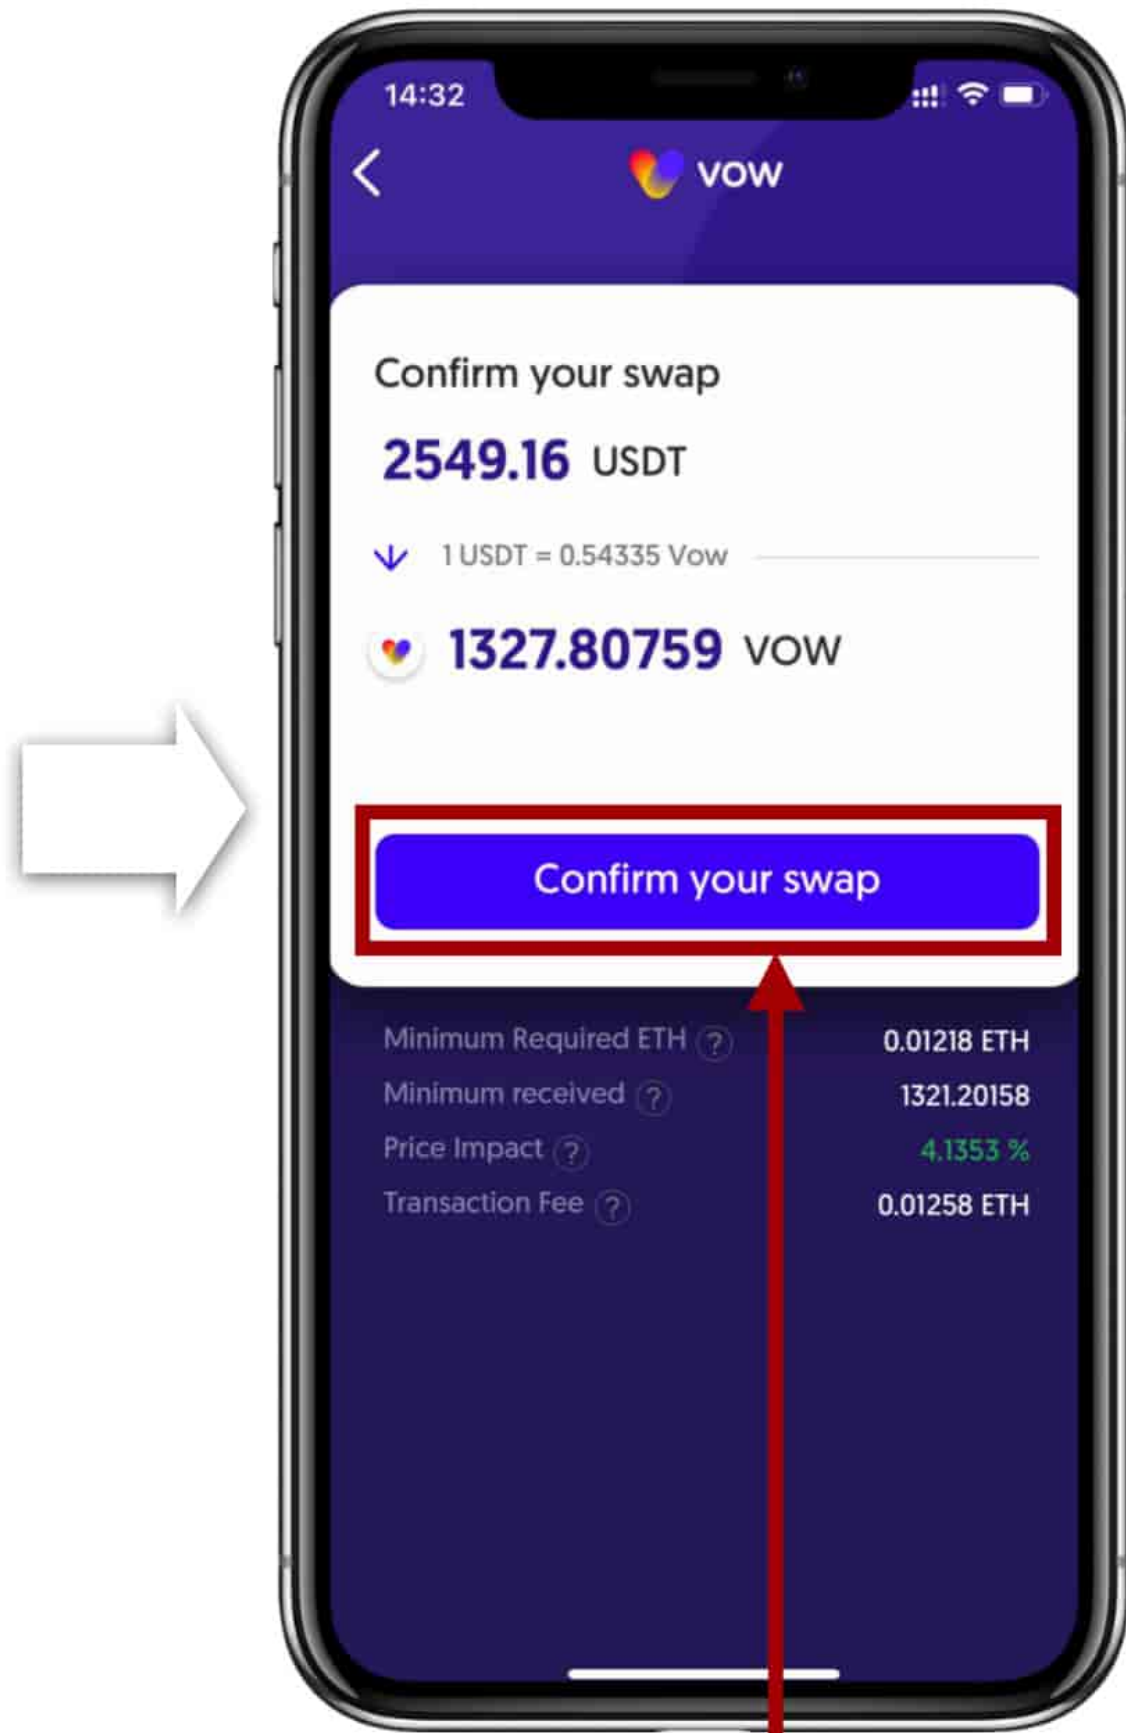 14:32
VOW
Confirm your swap
2549.16 USDT
1 USDT = 0.54335 Vow
1327.80759 VOW
Confirm your swap
Minimum Required ETH ? 0.01218 ETH
Minimum received ? 1321.20158
Price Impact ? 4.1353 %
Transaction Fee ? 0.01258 ETH